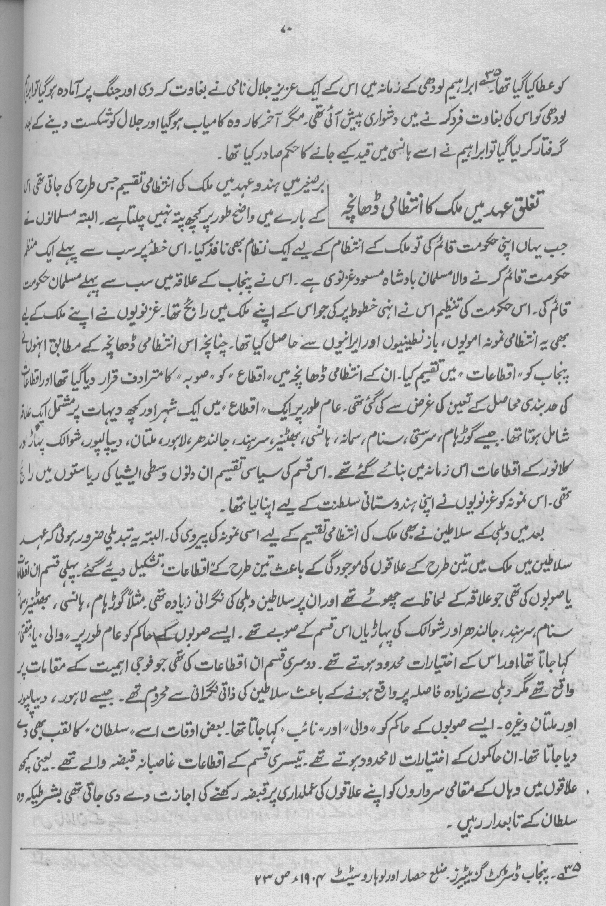 ۷۰
کو عطا کیا گیا تھا۔ ۳۵؎ ابراہیم لودھی کے زمانہ میں اس کے ایک عزیز جلال نامی نے بغاوت کر دی اور جنگ پر آمادہ ہو گیا تو ابراہیم
لودھی کو اس کی بغاوت فرو کرنے میں دشواری پیش آئی تھی۔ مگر آخر کار وہ کامیاب ہو گیا اور جلال کو شکست دینے کے بعد
گرفتار کر لیا گیا تو ابراہیم نے اسے ہانسی میں قید کیے جانے کا حکم صادر کیا تھا۔
تغلق عہد میں ملک کا انتظامی ڈھانچہ
برصغیر میں ہندو عہد میں ملک کی انتظامی تقسیم جس طرح کی جاتی تھی اس
کے بارے میں واضح طور پر کچھ پتہ نہیں چلتا ہے۔ البتہ مسلمانوں نے
جب یہاں اپنی حکومت قائم کی تو ملک کے انتظام کے لیے ایک نظام بھی نافذ کیا۔ اس خطہ پر سب سے پہلے ایک منظم
حکومت قائم کرنے والا مسلمان بادشاہ مسعود غزنوی ہے۔ اس نے پنجاب کے علاقہ میں سب سے پہلے مسلمان حکومت
قائم کی۔ اس حکومت کی تنظیم اس نے انہی خطوط پر کی جو اس کے اپنے ملک میں رائج تھا۔ غزنویوں نے اپنے ملک کے لیے
بھی یہ انتظامی نمونہ امویوں، بازنطینیوں اور ایرانیوں سے حاصل کیا تھا۔ چنانچہ اس انتظامی ڈھانچہ کے مطابق انہوں نے
پنجاب کو "اقطاعات" میں تقسیم کیا۔ ان کے انتظامی ڈھانچہ میں "اقطاع" کو "صوبہ" کا مترادف قرار دیا گیا تھا اور اقطاعات
کی حد بندی محاصل کے تعین کی غرض سے کی گئی تھی۔ عام طور پر ایک "اقطاع" میں ایک شہر اور کچھ دیہات پر مشتمل ایک علاقہ
شامل ہوتا تھا۔ جیسے گوڑہام، سرستی، سنام، سمانہ، ہانسی، بھٹنیر، سرہند، جالندھر، لاہور، ملتان، دیپالپور، شوالک پہاڑ اور
کلانور کے اقطاعات اس زمانہ میں بنائے گئے تھے۔ اس قسم کی سیاسی تقسیم ان دنوں وسطی ایشیا کی ریاستوں میں رائج
تھی۔ اس نمونہ کو غزنویوں نے اپنی ہندوستانی سلطنت کے لیے اپنایا تھا۔
بعد میں دہلی کے سلاطین نے بھی ملک کی انتظامی تقسیم کے لیے اسی نمونہ کی پیروی کی۔ البتہ یہ تبدیلی ضرور ہوئی کہ عہد
سلاطین میں ملک میں تین طرح کے علاقوں کی موجودگی کے باعث تین طرح کے اقطاعات تشکیل دیئے گئے۔ پہلی قسم ان اقطاعات
یا صوبوں کی تھی جو علاقہ کے لحاظ سے چھوٹے تھے اور ان پر سلاطین دہلی کی نگرانی زیادہ تھی۔ مثلاً گوڑہام، ہانسی، بھٹنیر، سمانہ
سنام، سرہند، جالندھر اور شوالک کی پہاڑیاں اس قسم کے صوبے تھے۔ ایسے صوبوں کے حاکم کو عام طور پر "والی" یا "مقطع"
کہا جاتا تھا اور اس کے اختیارات محدود ہوتے تھے۔ دوسری قسم ان اقطاعات کی تھی جو فوجی اہمیت کے مقامات پر
واقع تھے مگر دہلی سے زیادہ فاصلہ پر واقع ہونے کے باعث سلاطین کی ذاتی نگرانی سے محروم تھے۔ جیسے لاہور، دیپالپور
اور ملتان وغیرہ۔ ایسے صوبوں کے حاکم کو "والی" اور "نائب" کہا جاتا تھا۔ بعض اوقات اسے "سلطان" کا لقب بھی دے
دیا جاتا تھا۔ ان حاکموں کے اختیارات لا محدود ہوتے تھے۔ تیسری قسم کے اقطاعات غاصبانہ قبضہ والے تھے۔ یعنی کچھ
علاقوں میں وہاں کے مقامی سرداروں کو اپنے علاقوں کی عملداری پر قبضہ رکھنے کی اجازت دے دی جاتی تھی بشرطیکہ وہ
سلطان کے تابعدار رہیں۔
۳۵؎۔ پنجاب ڈسٹرکٹ گزیٹیرز۔ ضلع حصار اور لوہارو سٹیٹ ۱۹۰۴ء ص ۲۳